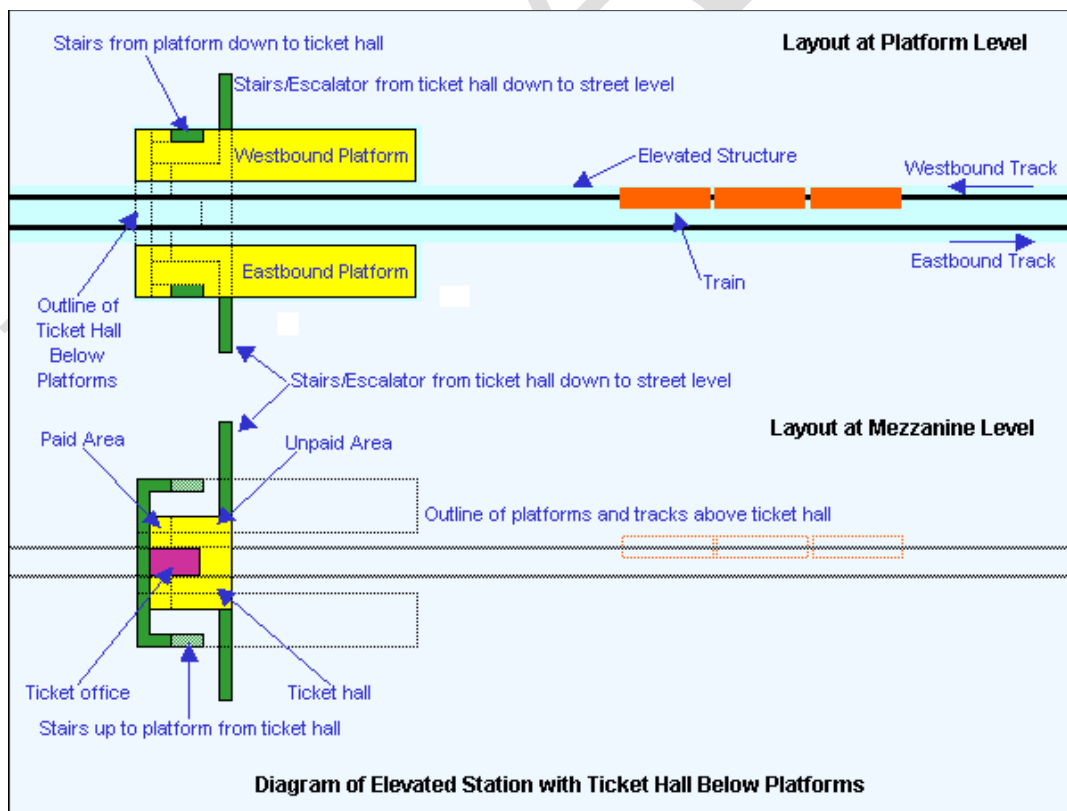 Stairs from platform down to ticket hall
Layout at Platform Level
Stairs/Escalator from ticket hall down to street level
Westbound Platform
Elevated Structure
Westbound Track
Eastbound Platform
Eastbound Track
Train
Outline of
Ticket Hall
Below
Platforms
Stairs/Escalator from ticket hall down to street level
Layout at Mezzanine Level
Paid Area
Unpaid Area
Outline of platforms and tracks above ticket hall
Ticket office
Ticket hall
Stairs up to platform from ticket hall
Diagram of Elevated Station with Ticket Hall Below Platforms